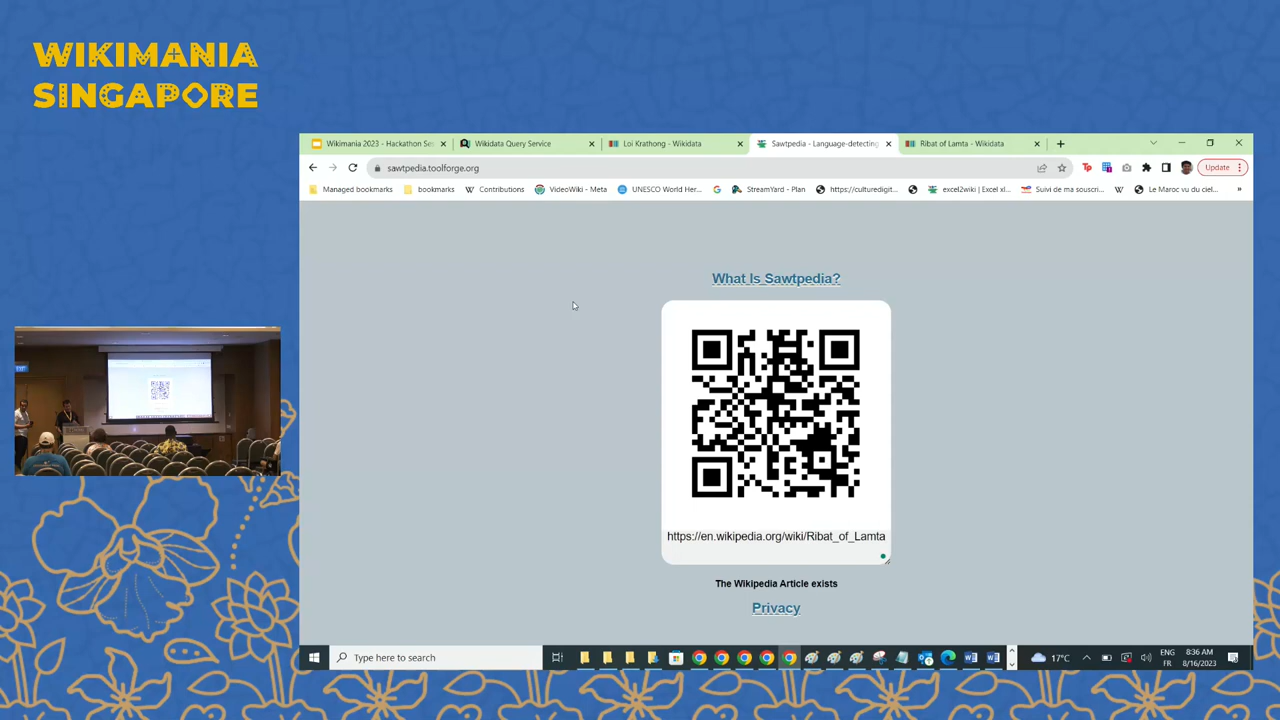 WIKIMANIA
SINGAPORE
Wikimania 2023 - Hackathon Se
Wikidata Query Service
Loi Krathong - Wikidata
Sawtpedia - Language-detecting
Ribat of Lamta - Wikidata
sawtpedia.toolforge.org
Update
Managed bookmarks
bookmarks
Contributions
VideoWiki - Meta
UNESCO World Her...
StreamYard - Plan
https://culturedigit...
excel2wiki | Excel xl...
Suivi de ma souscri...
Le Maroc vu du ciel...
What Is Sawtpedia?
https://en.wikipedia.org/wiki/Ribat_of_Lamta
The Wikipedia Article exists
Privacy
Type here to search
17°C
ENG
FR
8:36 AM
8/16/2023